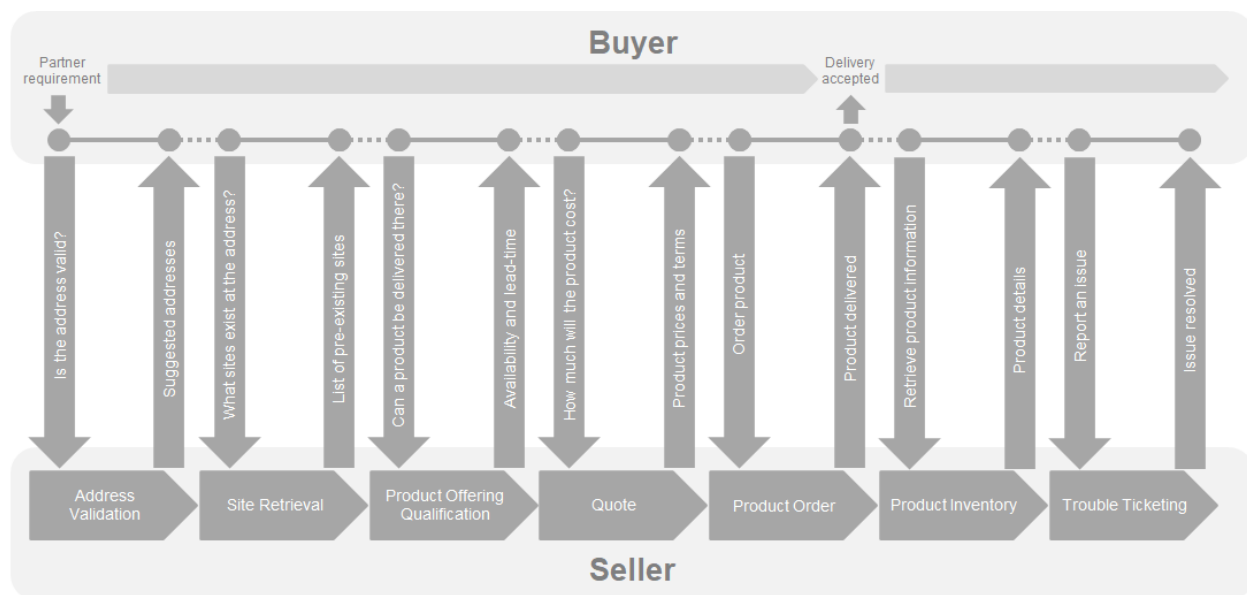 Buyer
Partner
requirement
Delivery
accepted
Is the address valid?
Suggested addresses
What sites exist at the address?
List of pre-existing sites
Can a product be delivered there?
Availability and lead-time
How much will the product cost?
Product prices and terms
Order product
Product delivered
Retrieve product information
Product details
Report an issue
Issue resolved
Address
Validation
Site Retrieval
Product Offering
Qualification
Quote
Product Order
Product Inventory
Trouble Ticketing
Seller